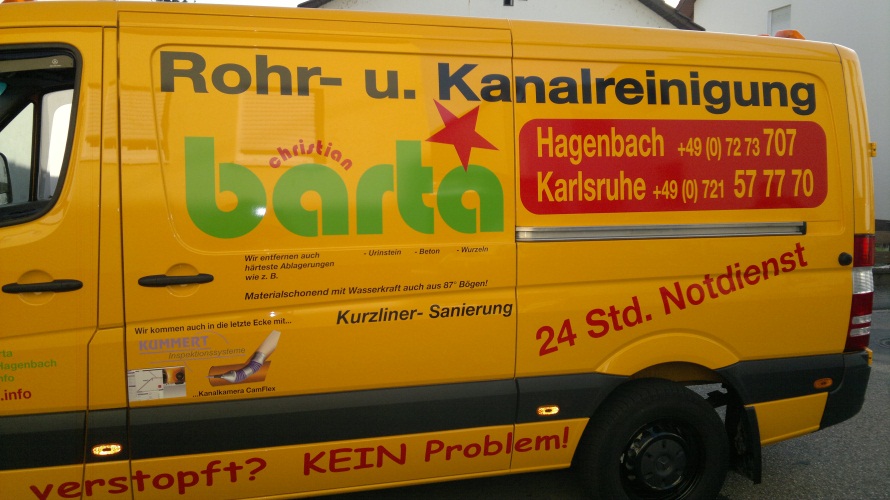 Rohr- u. Kanalreinigung
christian
barta
Hagenbach +49 (0) 72 73 707
Karlsruhe +49 (0) 721 57 77 70
Wir entfernen auch
härteste Ablagerungen
wie z. B.
- Urinstein - Beton - Wurzeln
Materialschonend mit Wasserkraft auch aus 87° Bögen!
Kurzliner- Sanierung
24 Std. Notdienst
Wir kommen auch in die letzte Ecke mit...
KUMMERT
Inspektionssysteme
...Kanalkamera CamFlex
rta
Hagenbach
nfo
.info
verstopft? KEIN Problem!